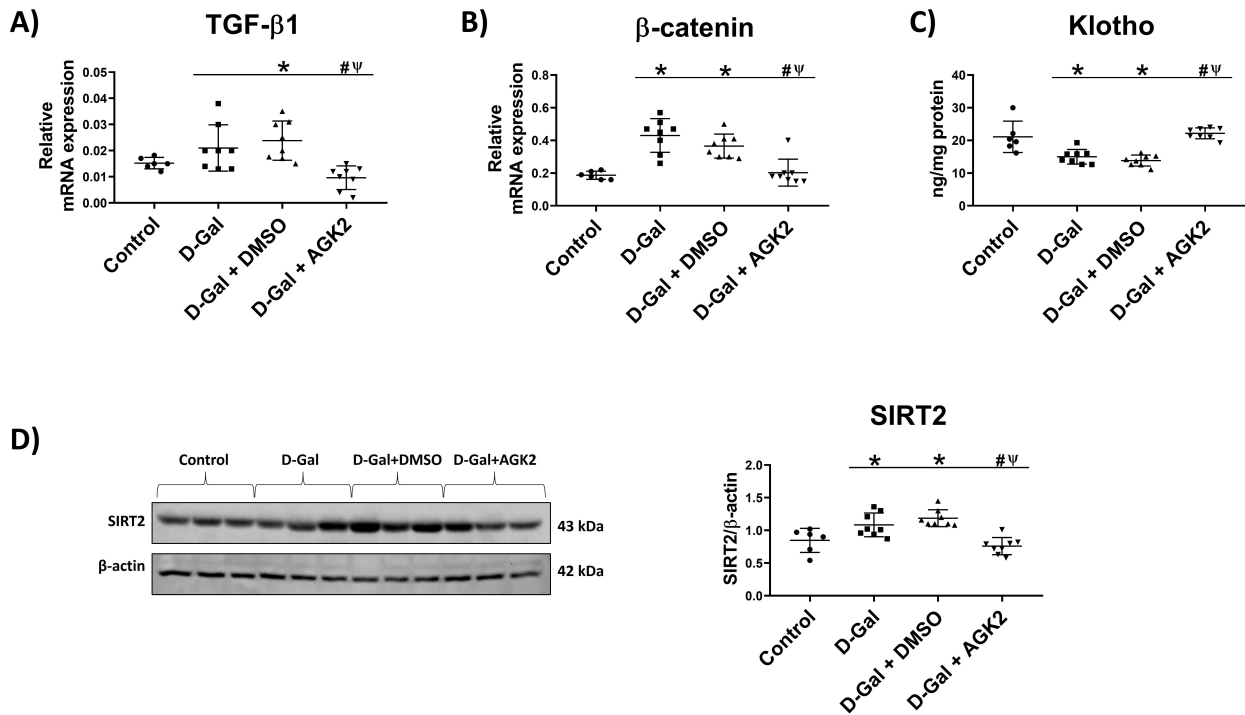 A)
TGF-β1
Relative
mRNA expression
0.05
0.04
0.03
0.02
0.01
0.00
*
#Ψ
Control
D-Gal
D-Gal + DMSO
D-Gal + AGK2
B)
β-catenin
Relative
mRNA expression
0.8
0.6
0.4
0.2
0.0
*
*
#Ψ
Control
D-Gal
D-Gal + DMSO
D-Gal + AGK2
C)
Klotho
ng/mg protein
40
30
20
10
0
*
*
#Ψ
Control
D-Gal
D-Gal + DMSO
D-Gal + AGK2
D)
Control
D-Gal
D-Gal+DMSO
D-Gal+AGK2
SIRT2
43 kDa
β-actin
42 kDa
SIRT2
SIRT2/β-actin
2.0
1.5
1.0
0.5
0.0
*
*
#Ψ
Control
D-Gal
D-Gal + DMSO
D-Gal + AGK2